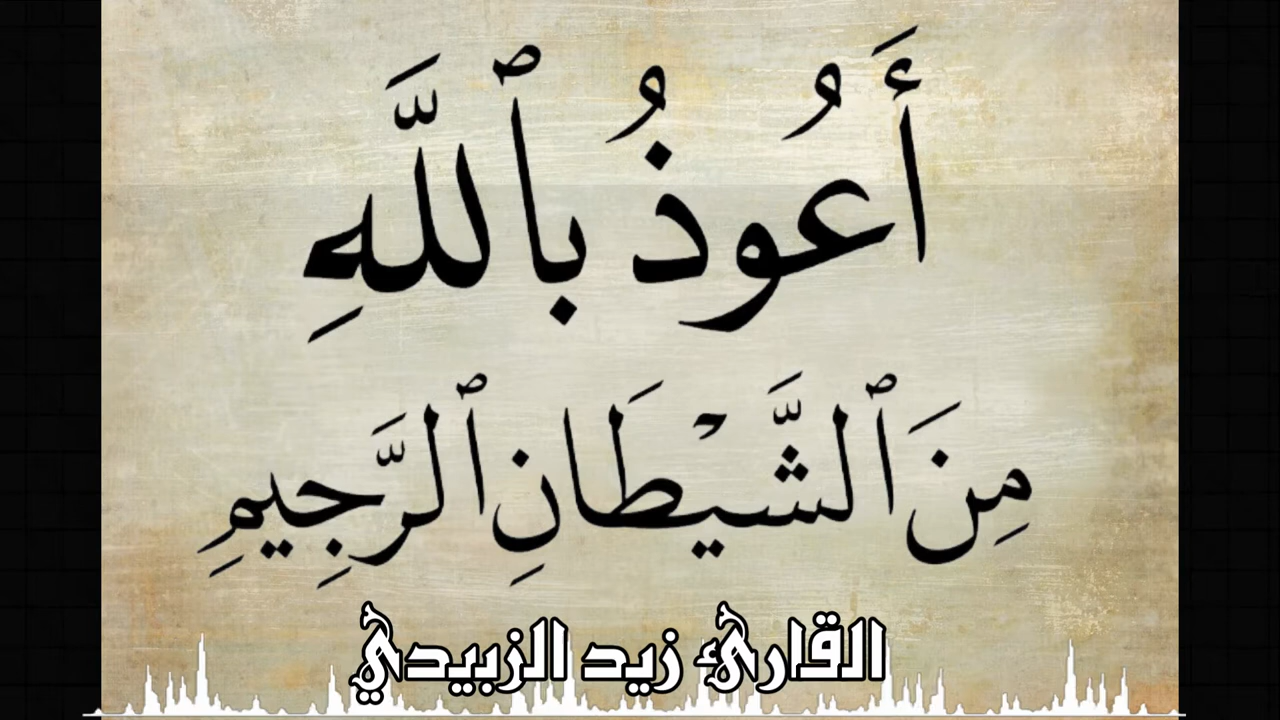 أَعُوذُ بِٱللَّهِ
مِنَ ٱلشَّيْطَانِ ٱلرَّجِيمِ
القارئ زيد الزبيدي